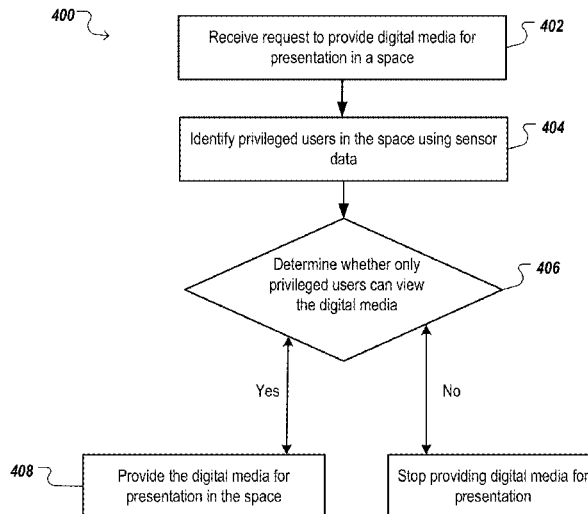 400
Receive request to provide digital media for
presentation in a space
402
Identify privileged users in the space using sensor
data
404
Determine whether only
privileged users can view
the digital media
406
Yes
No
408
Provide the digital media for
presentation in the space
Stop providing digital media for
presentation